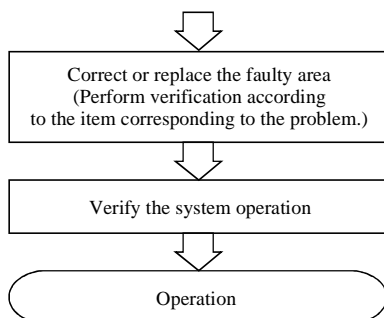 Correct or replace the faulty area
(Perform verification according
to the item corresponding to the problem.)
Verify the system operation
Operation